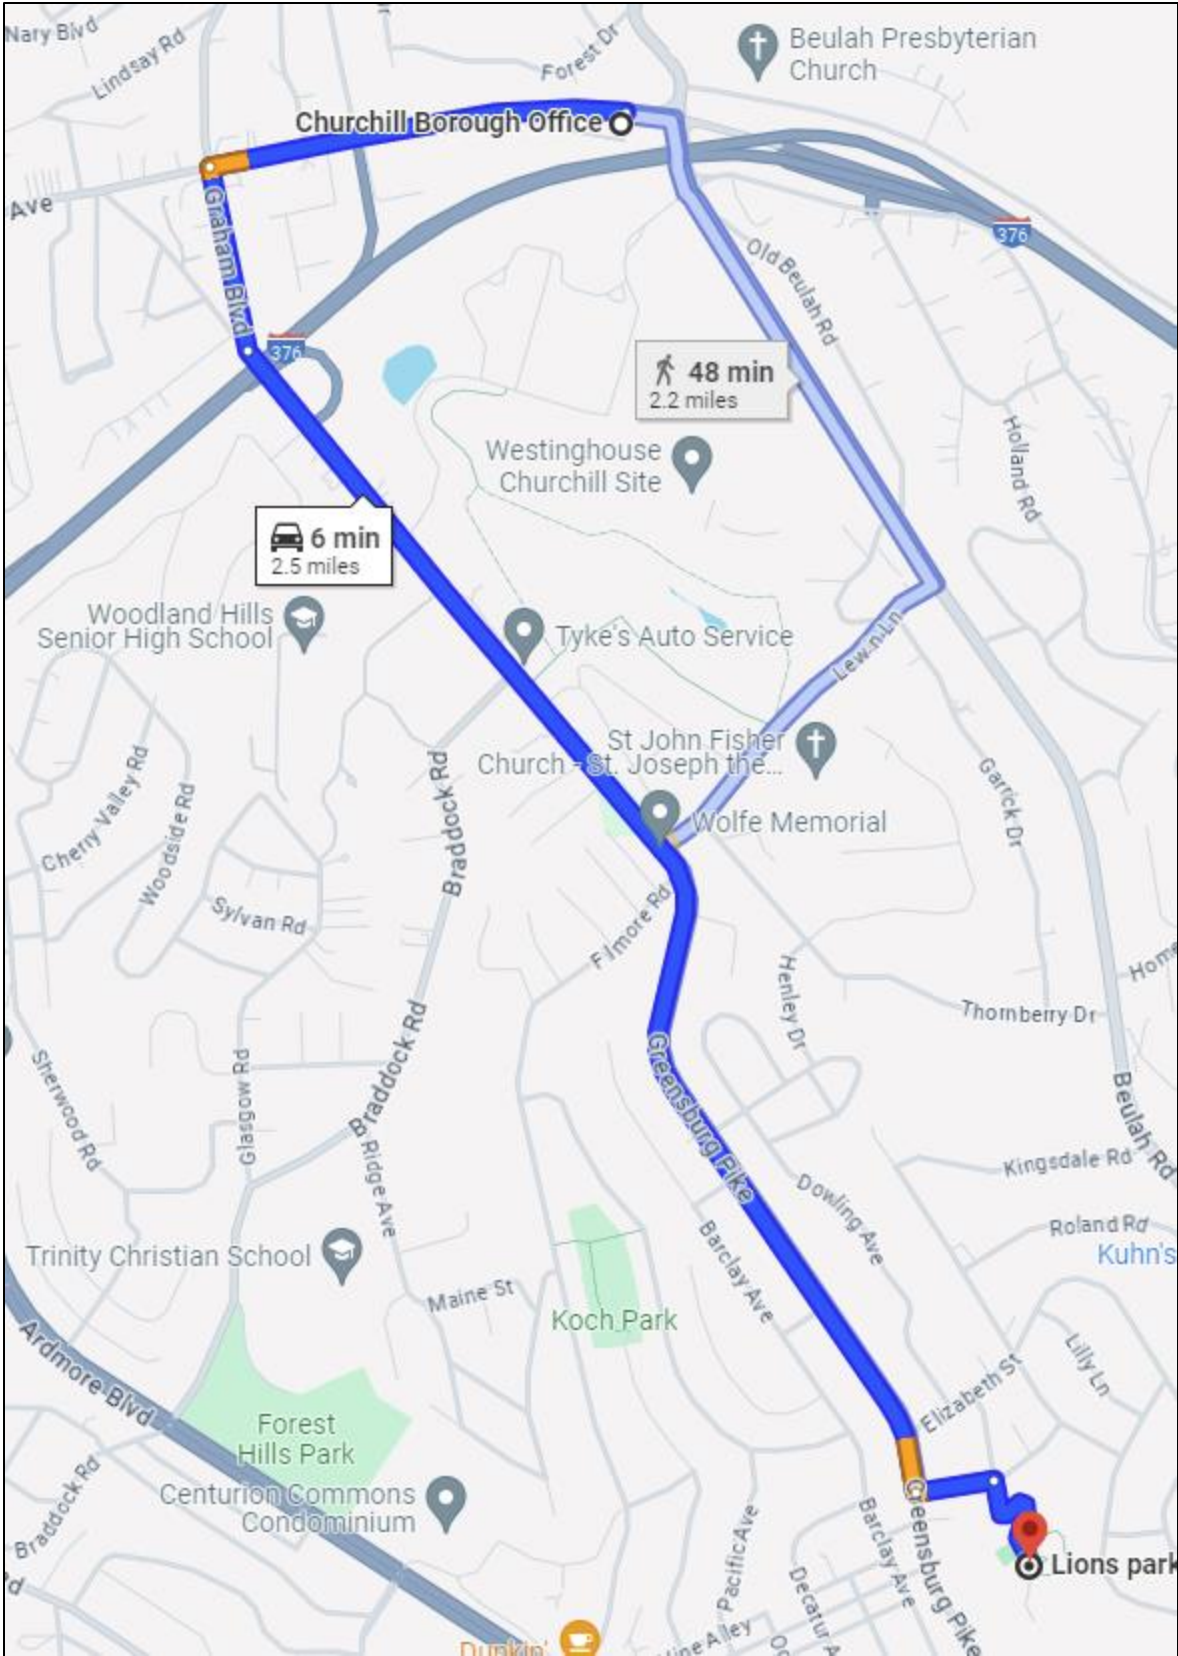 Nary Blvd
Lindsay Rd
Forest Dr
Beulah Presbyterian
Church
Churchill Borough Office
Ave
Graham Blvd
376
376
Old Beulah Rd
48 min
2.2 miles
Holland Rd
Westinghouse
Churchill Site
6 min
2.5 miles
Woodland Hills
Senior High School
Tyke's Auto Service
Lewin Ln
St John Fisher
Church - St. Joseph the...
Wolfe Memorial
Garrick Dr
Cherry Valley Rd
Woodside Rd
Braddock Rd
Sylvan Rd
Filmore Rd
Henley Dr
Home
Thornberry Dr
Braddock Rd
Greensburg Pike
Sherwood Rd
Glasgow Rd
Ridge Ave
Beulah Rd
Kingsdale Rd
Dowling Ave
Roland Rd
Kuhn's
Barclay Ave
Trinity Christian School
Maine St
Koch Park
Ardmore Blvd
Elizabeth St
Lilly Ln
Forest
Hills Park
Centurion Commons
Condominium
Braddock Rd
Pacific Ave
Barclay Ave
Greensburg Pike
Lions park
Decatur A
Dunkin'